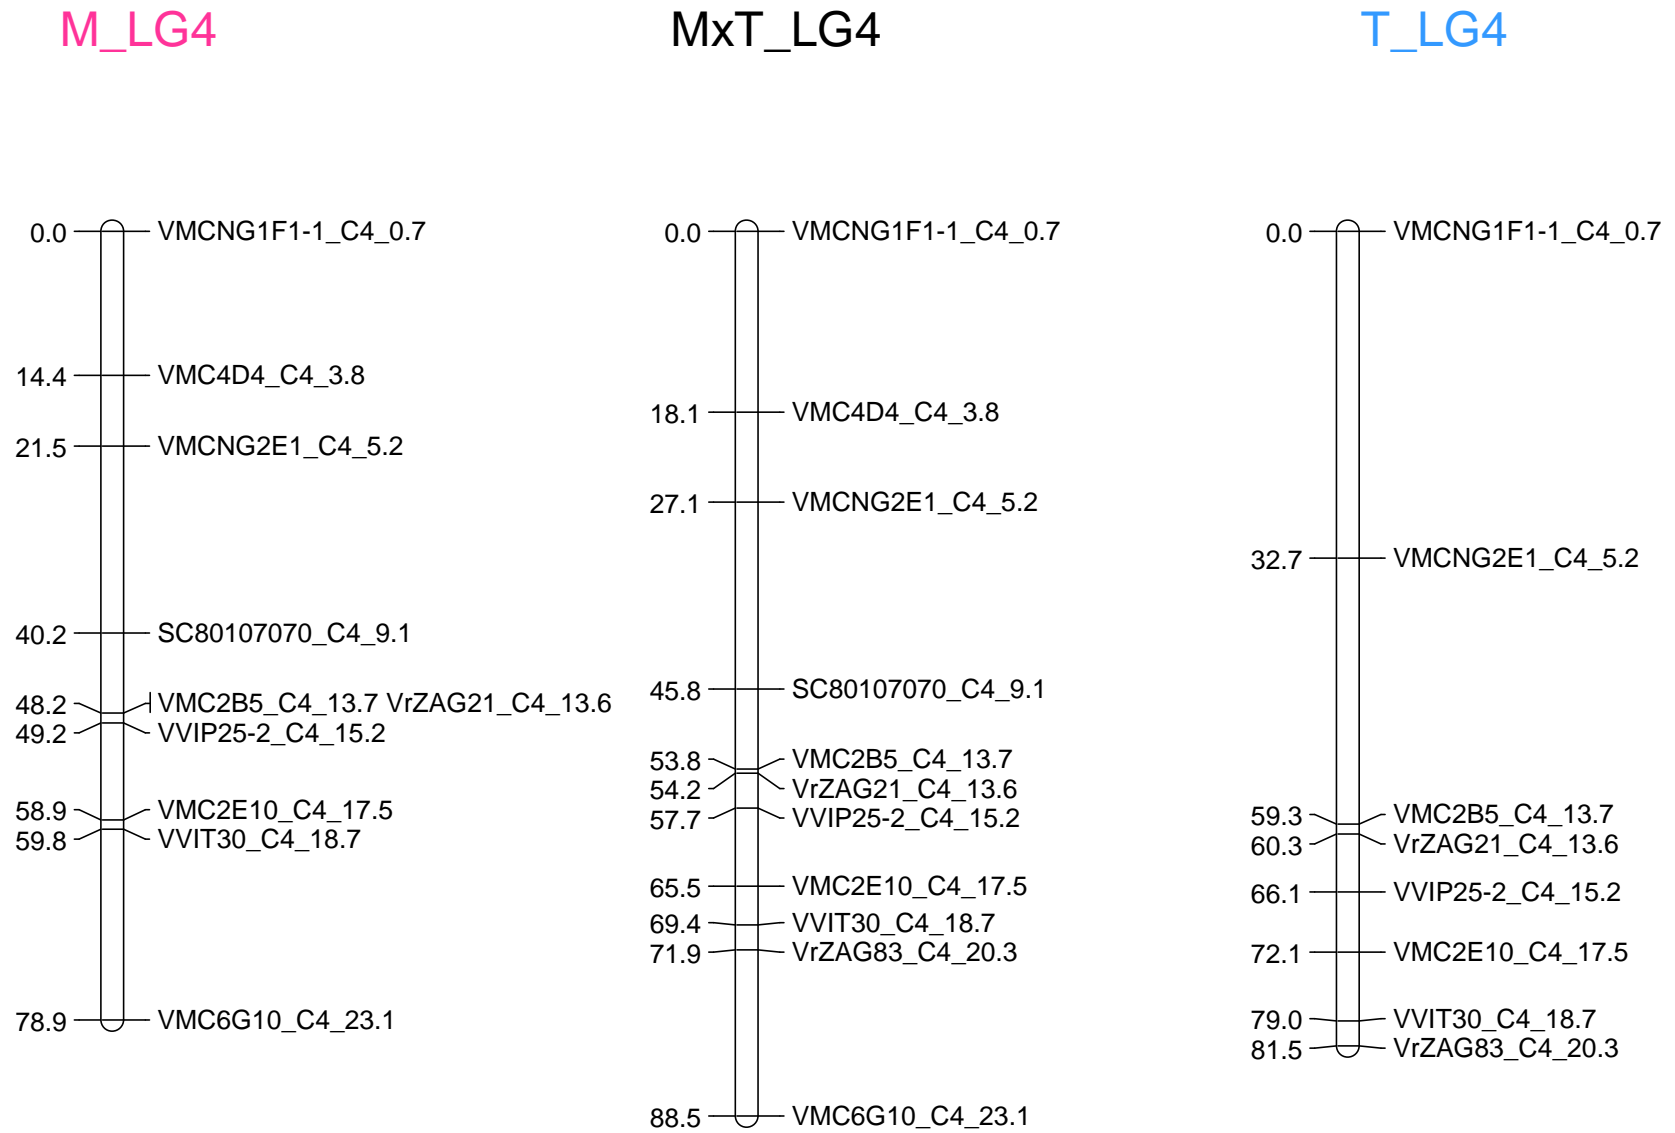 M_LG4
0.0 VMCNG1F1-1_C4_0.7
14.4 VMC4D4_C4_3.8
21.5 VMCNG2E1_C4_5.2
40.2 SC80107070_C4_9.1
48.2 VMC2B5_C4_13.7 VrZAG21_C4_13.6
49.2 VVIP25-2_C4_15.2
58.9 VMC2E10_C4_17.5
59.8 VVIT30_C4_18.7
78.9 VMC6G10_C4_23.1
MxT_LG4
0.0 VMCNG1F1-1_C4_0.7
18.1 VMC4D4_C4_3.8
27.1 VMCNG2E1_C4_5.2
45.8 SC80107070_C4_9.1
53.8 VMC2B5_C4_13.7
54.2 VrZAG21_C4_13.6
57.7 VVIP25-2_C4_15.2
65.5 VMC2E10_C4_17.5
69.4 VVIT30_C4_18.7
71.9 VrZAG83_C4_20.3
88.5 VMC6G10_C4_23.1
T_LG4
0.0 VMCNG1F1-1_C4_0.7
32.7 VMCNG2E1_C4_5.2
59.3 VMC2B5_C4_13.7
60.3 VrZAG21_C4_13.6
66.1 VVIP25-2_C4_15.2
72.1 VMC2E10_C4_17.5
79.0 VVIT30_C4_18.7
81.5 VrZAG83_C4_20.3